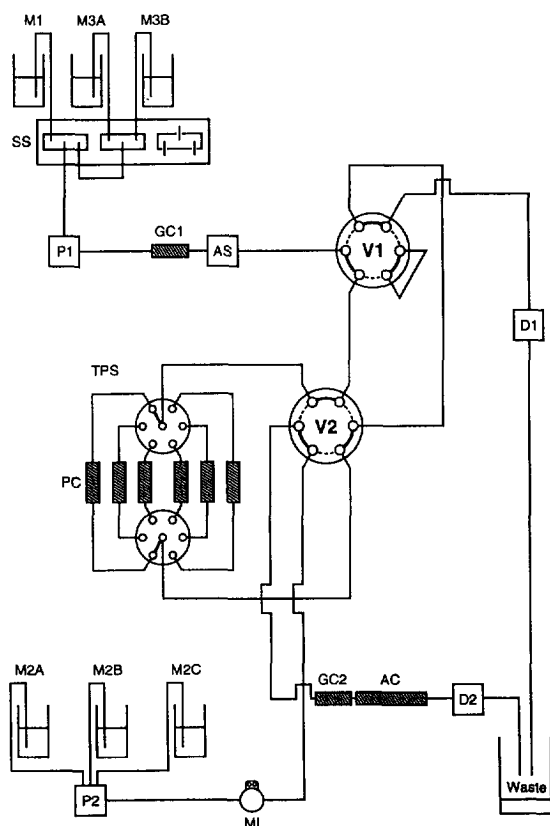 M1 M3A M3B
SS
P1 GC1 AS V1
D1
TPS
V2
PC
M2A M2B M2C
GC2 AC D2
Waste
P2
MI